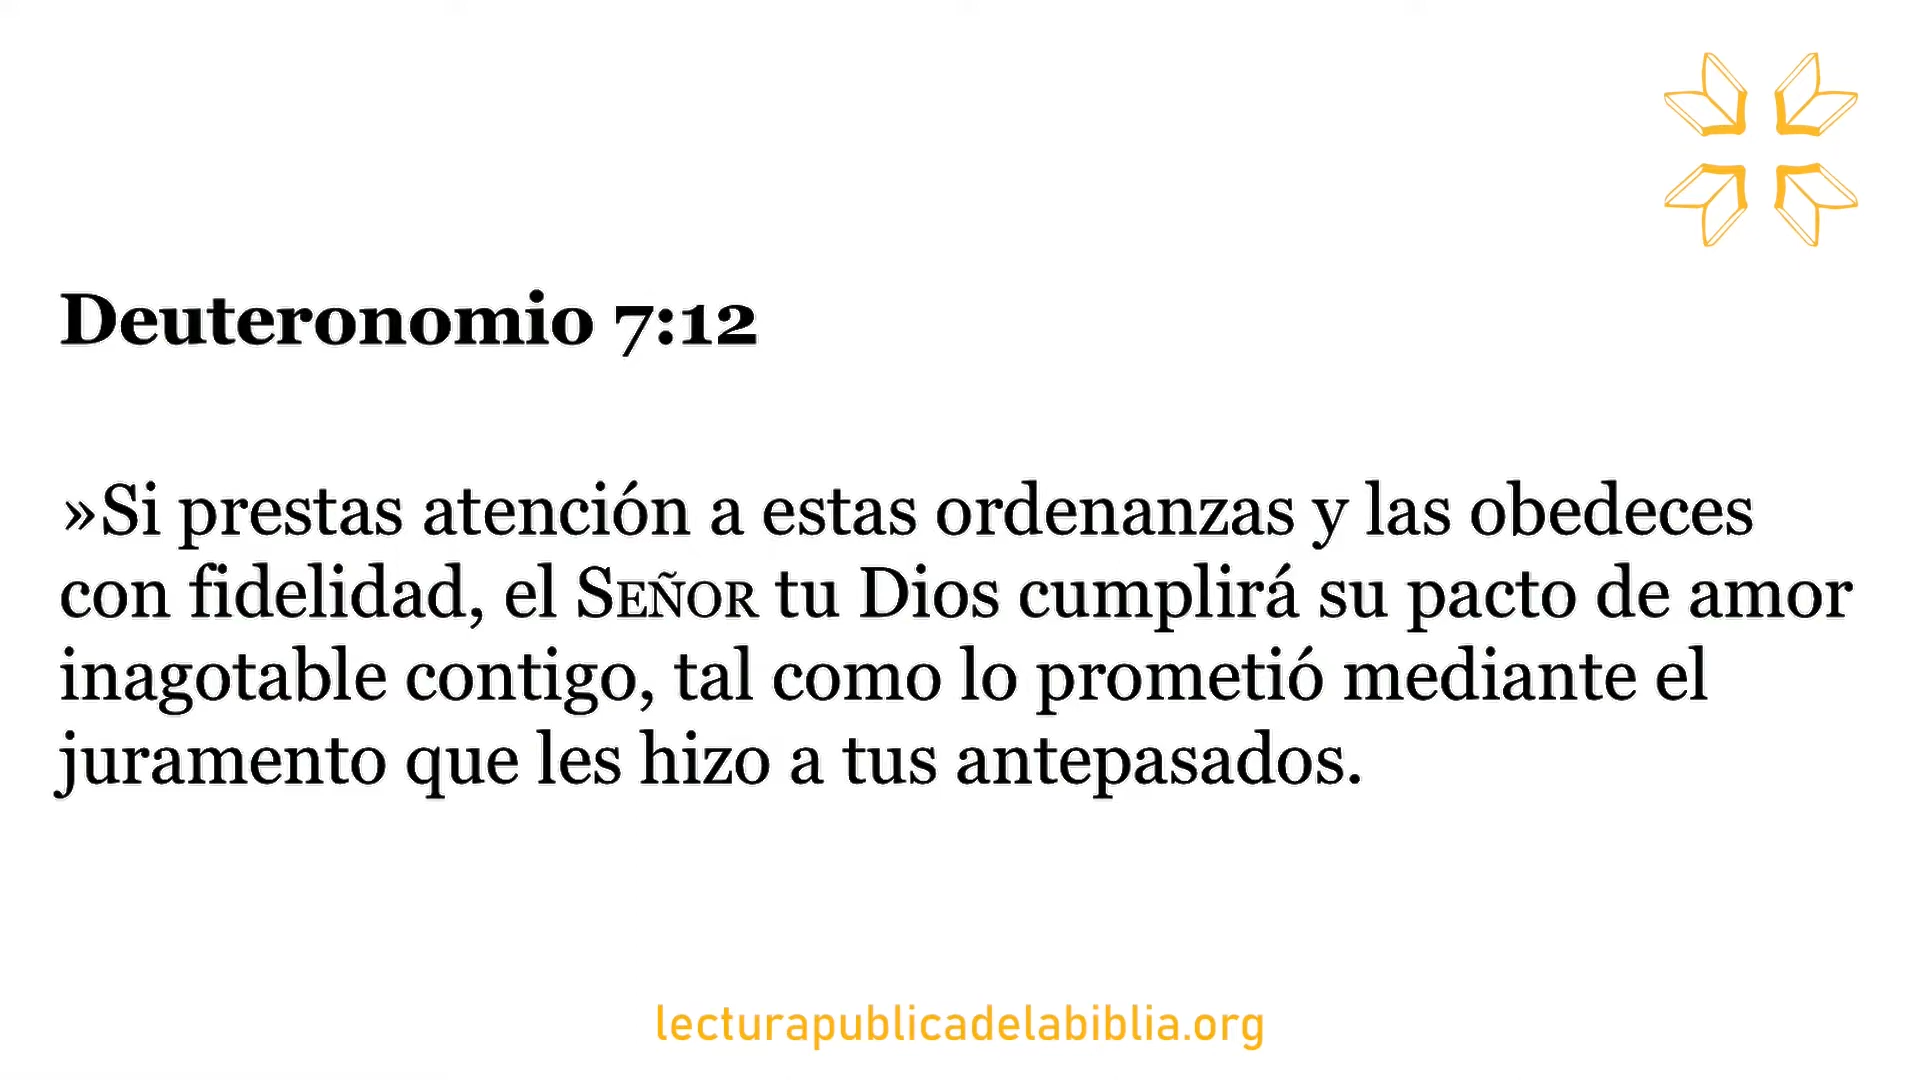 Deuteronomio 7:12
»Si prestas atención a estas ordenanzas y las obedeces
con fidelidad, el SEÑOR tu Dios cumplirá su pacto de amor
inagotable contigo, tal como lo prometió mediante el
juramento que les hizo a tus antepasados.
lecturapublicadelabiblia.org